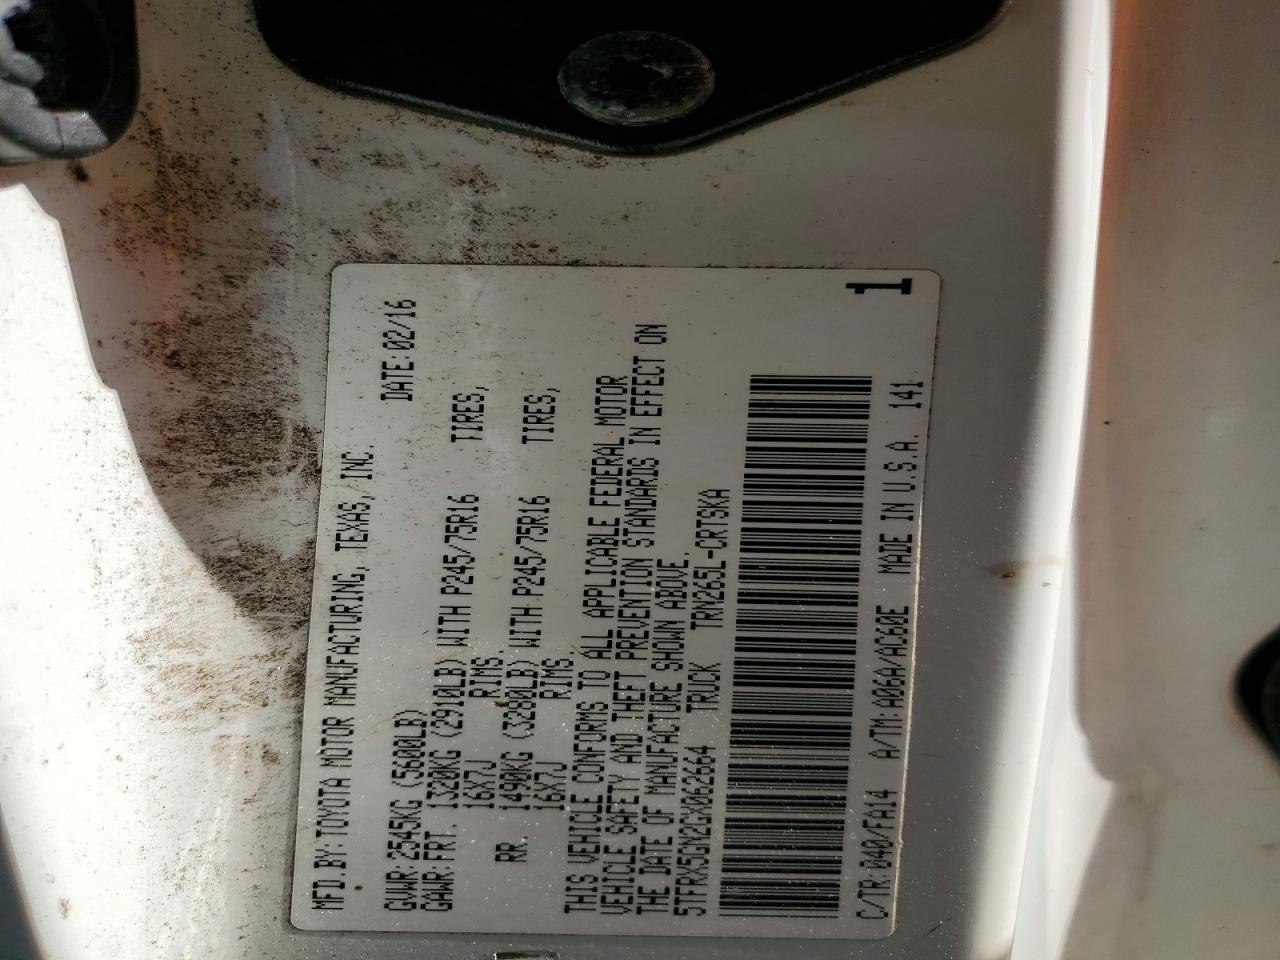 MFD.BY: TOYOTA MOTOR MANUFACTURING, TEXAS, INC.
DATE: 02/16
GVWR: 2545KG (5600LB)
GAWR: FRT. 1320KG (2910LB) WITH P245/75R16 TIRES,
16X7J RIMS
RR. 1490KG (3280LB) WITH P245/75R16 TIRES,
16X7J RIMS
THIS VEHICLE CONFORMS TO ALL APPLICABLE FEDERAL MOTOR
VEHICLE SAFETY AND THEFT PREVENTION STANDARDS IN EFFECT ON
THE DATE OF MANUFACTURE SHOWN ABOVE.
5TFRX5GN2GX062664 TRUCK TRN265L-CRTSKA
C/TR: 040/FA14 A/TM: A06A/AC60E MADE IN U.S.A. 141
1